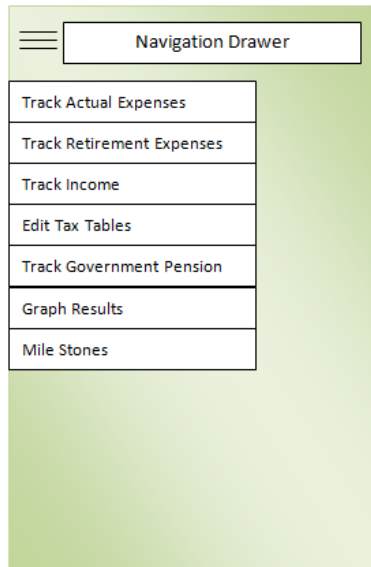 Navigation Drawer
Track Actual Expenses
Track Retirement Expenses
Track Income
Edit Tax Tables
Track Government Pension
Graph Results
Mile Stones